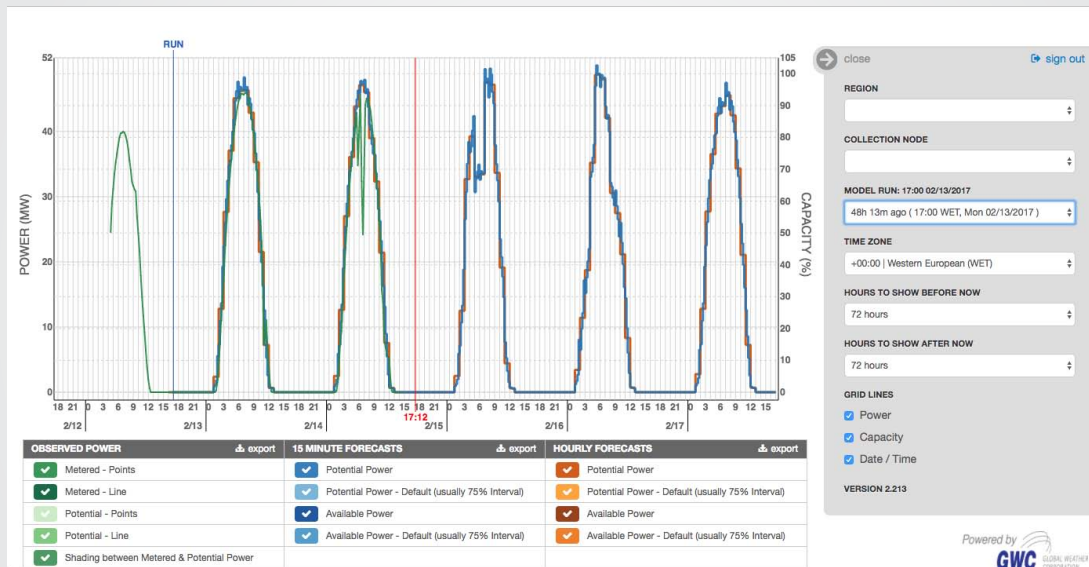 RUN
52
40
30
20
10
0
POWER (MW)
105
100
90
80
70
60
50
40
30
20
10
0
CAPACITY (%)
18 21 0 3 6 9 12 15 18 21 0 3 6 9 12 15 18 21 0 3 6 9 12 15 18 21 0 3 6 9 12 15 18 21 0 3 6 9 12 15 18 21 0 3 6 9 12 15
17:12
2/12 2/13 2/14 2/15 2/16 2/17
OBSERVED POWER export
Metered - Points
Metered - Line
Potential - Points
Potential - Line
Shading between Metered & Potential Power
15 MINUTE FORECASTS
Potential Power
Potential Power - Default (usually 75% Interval)
Available Power
Available Power - Default (usually 75% Interval)
HOURLY FORECASTS export
Potential Power
Potential Power - Default (usually 75% Interval)
Available Power
Available Power - Default (usually 75% Interval)
close sign out
REGION
COLLECTION NODE
MODEL RUN: 17:00 02/13/2017
48h 13m ago ( 17:00 WET, Mon 02/13/2017 )
TIME ZONE
+00:00 | Western European (WET)
HOURS TO SHOW BEFORE NOW
72 hours
HOURS TO SHOW AFTER NOW
72 hours
GRID LINES
Power
Capacity
Date / Time
VERSION 2.213
Powered by
GWC GLOBAL WEATHER
CORPORATION